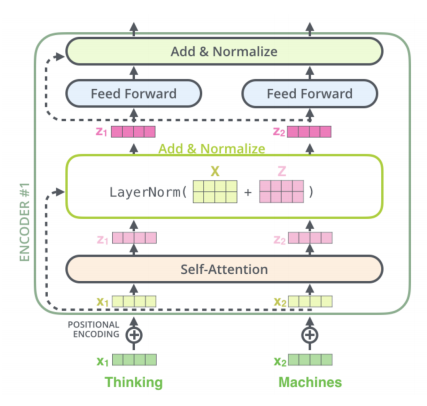 Add & Normalize
Feed Forward Feed Forward
z1 z2
Add & Normalize
X Z
LayerNorm( + )
ENCODER #1
z1 z2
Self-Attention
x1 x2
POSITIONAL
ENCODING
x1 x2
Thinking Machines